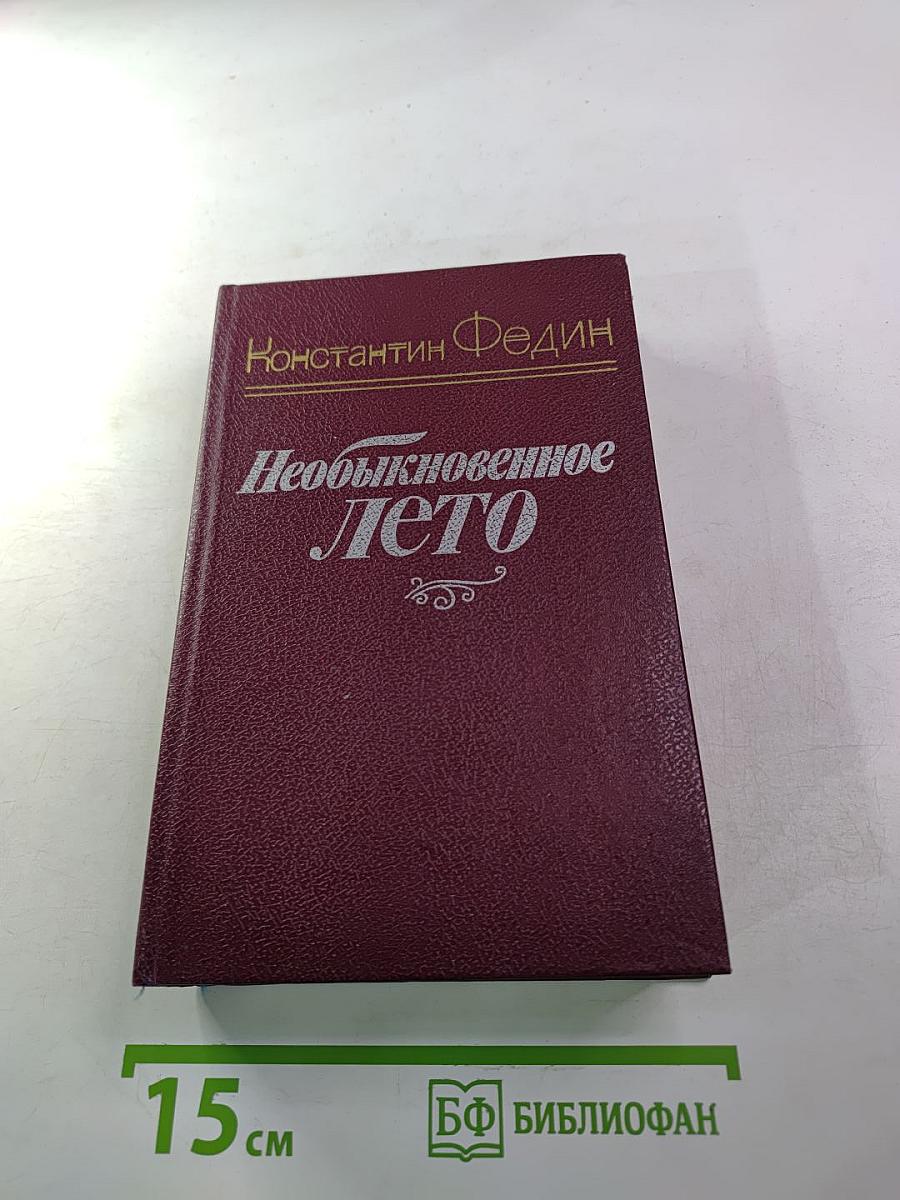 Константин Федин
Необыкновенное
лето
15 см
БФ БИБЛИОФАН